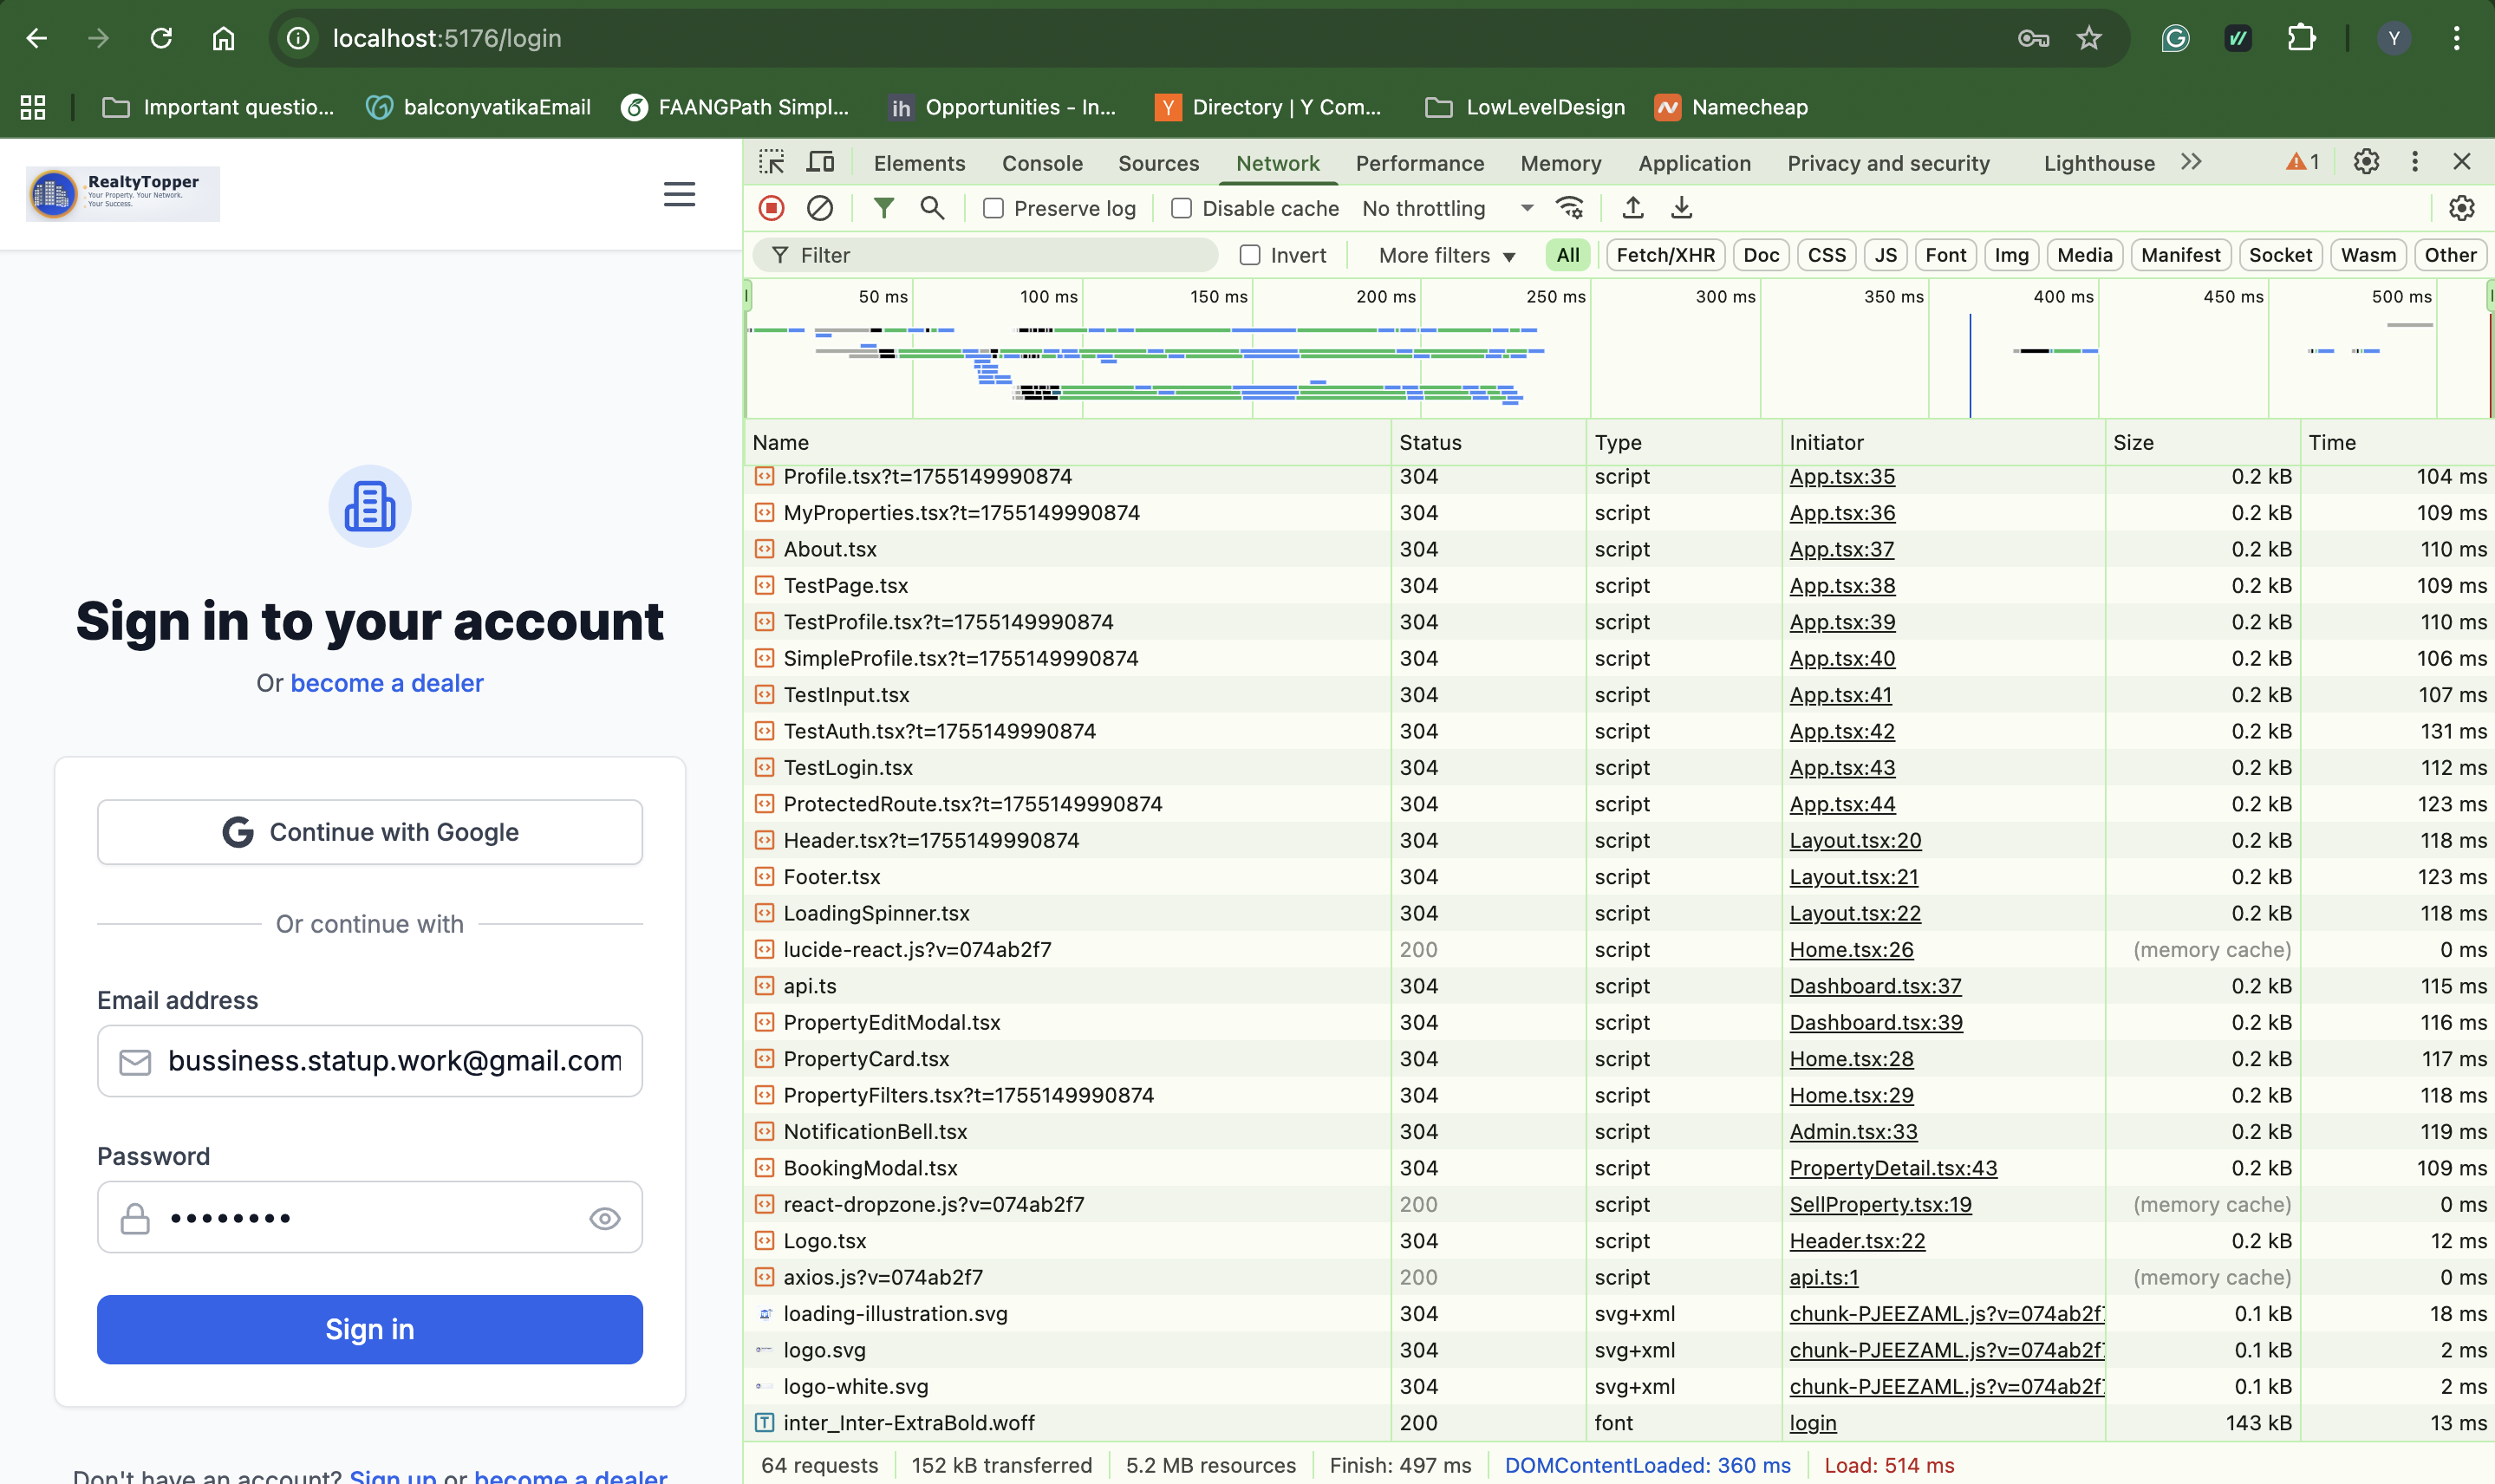 localhost:5176/login
Y
Important questio...
balconyvatikaEmail
FAANGPath Simpl...
ih
Opportunities - In...
Y
Directory | Y Com...
LowLevelDesign
Namecheap
RealtyTopper
Your Property. Your Network.
Your Success.
Sign in to your account
Or become a dealer
G Continue with Google
Or continue with
Email address
bussiness.statup.work@gmail.com
Password
••••••••
Sign in
Don't have an account? Sign up or become a dealer
Elements Console Sources Network Performance Memory Application Privacy and security Lighthouse 1
Preserve log Disable cache No throttling
Filter Invert More filters All Fetch/XHR Doc CSS JS Font Img Media Manifest Socket Wasm Other
50 ms 100 ms 150 ms 200 ms 250 ms 300 ms 350 ms 400 ms 450 ms 500 ms
Name Status Type Initiator Size Time
Profile.tsx?t=1755149990874 304 script App.tsx:35 0.2 kB 104 ms
MyProperties.tsx?t=1755149990874 304 script App.tsx:36 0.2 kB 109 ms
About.tsx 304 script App.tsx:37 0.2 kB 110 ms
TestPage.tsx 304 script App.tsx:38 0.2 kB 109 ms
TestProfile.tsx?t=1755149990874 304 script App.tsx:39 0.2 kB 110 ms
SimpleProfile.tsx?t=1755149990874 304 script App.tsx:40 0.2 kB 106 ms
TestInput.tsx 304 script App.tsx:41 0.2 kB 107 ms
TestAuth.tsx?t=1755149990874 304 script App.tsx:42 0.2 kB 131 ms
TestLogin.tsx 304 script App.tsx:43 0.2 kB 112 ms
ProtectedRoute.tsx?t=1755149990874 304 script App.tsx:44 0.2 kB 123 ms
Header.tsx?t=1755149990874 304 script Layout.tsx:20 0.2 kB 118 ms
Footer.tsx 304 script Layout.tsx:21 0.2 kB 123 ms
LoadingSpinner.tsx 304 script Layout.tsx:22 0.2 kB 118 ms
lucide-react.js?v=074ab2f7 200 script Home.tsx:26 (memory cache) 0 ms
api.ts 304 script Dashboard.tsx:37 0.2 kB 115 ms
PropertyEditModal.tsx 304 script Dashboard.tsx:39 0.2 kB 116 ms
PropertyCard.tsx 304 script Home.tsx:28 0.2 kB 117 ms
PropertyFilters.tsx?t=1755149990874 304 script Home.tsx:29 0.2 kB 118 ms
NotificationBell.tsx 304 script Admin.tsx:33 0.2 kB 119 ms
BookingModal.tsx 304 script PropertyDetail.tsx:43 0.2 kB 109 ms
react-dropzone.js?v=074ab2f7 200 script SellProperty.tsx:19 (memory cache) 0 ms
Logo.tsx 304 script Header.tsx:22 0.2 kB 12 ms
axios.js?v=074ab2f7 200 script api.ts:1 (memory cache) 0 ms
loading-illustration.svg 304 svg+xml chunk-PJEEZAML.js?v=074ab2f7 0.1 kB 18 ms
logo.svg 304 svg+xml chunk-PJEEZAML.js?v=074ab2f7 0.1 kB 2 ms
logo-white.svg 304 svg+xml chunk-PJEEZAML.js?v=074ab2f7 0.1 kB 2 ms
inter_Inter-ExtraBold.woff 200 font login 143 kB 13 ms
64 requests 152 kB transferred 5.2 MB resources Finish: 497 ms DOMContentLoaded: 360 ms Load: 514 ms